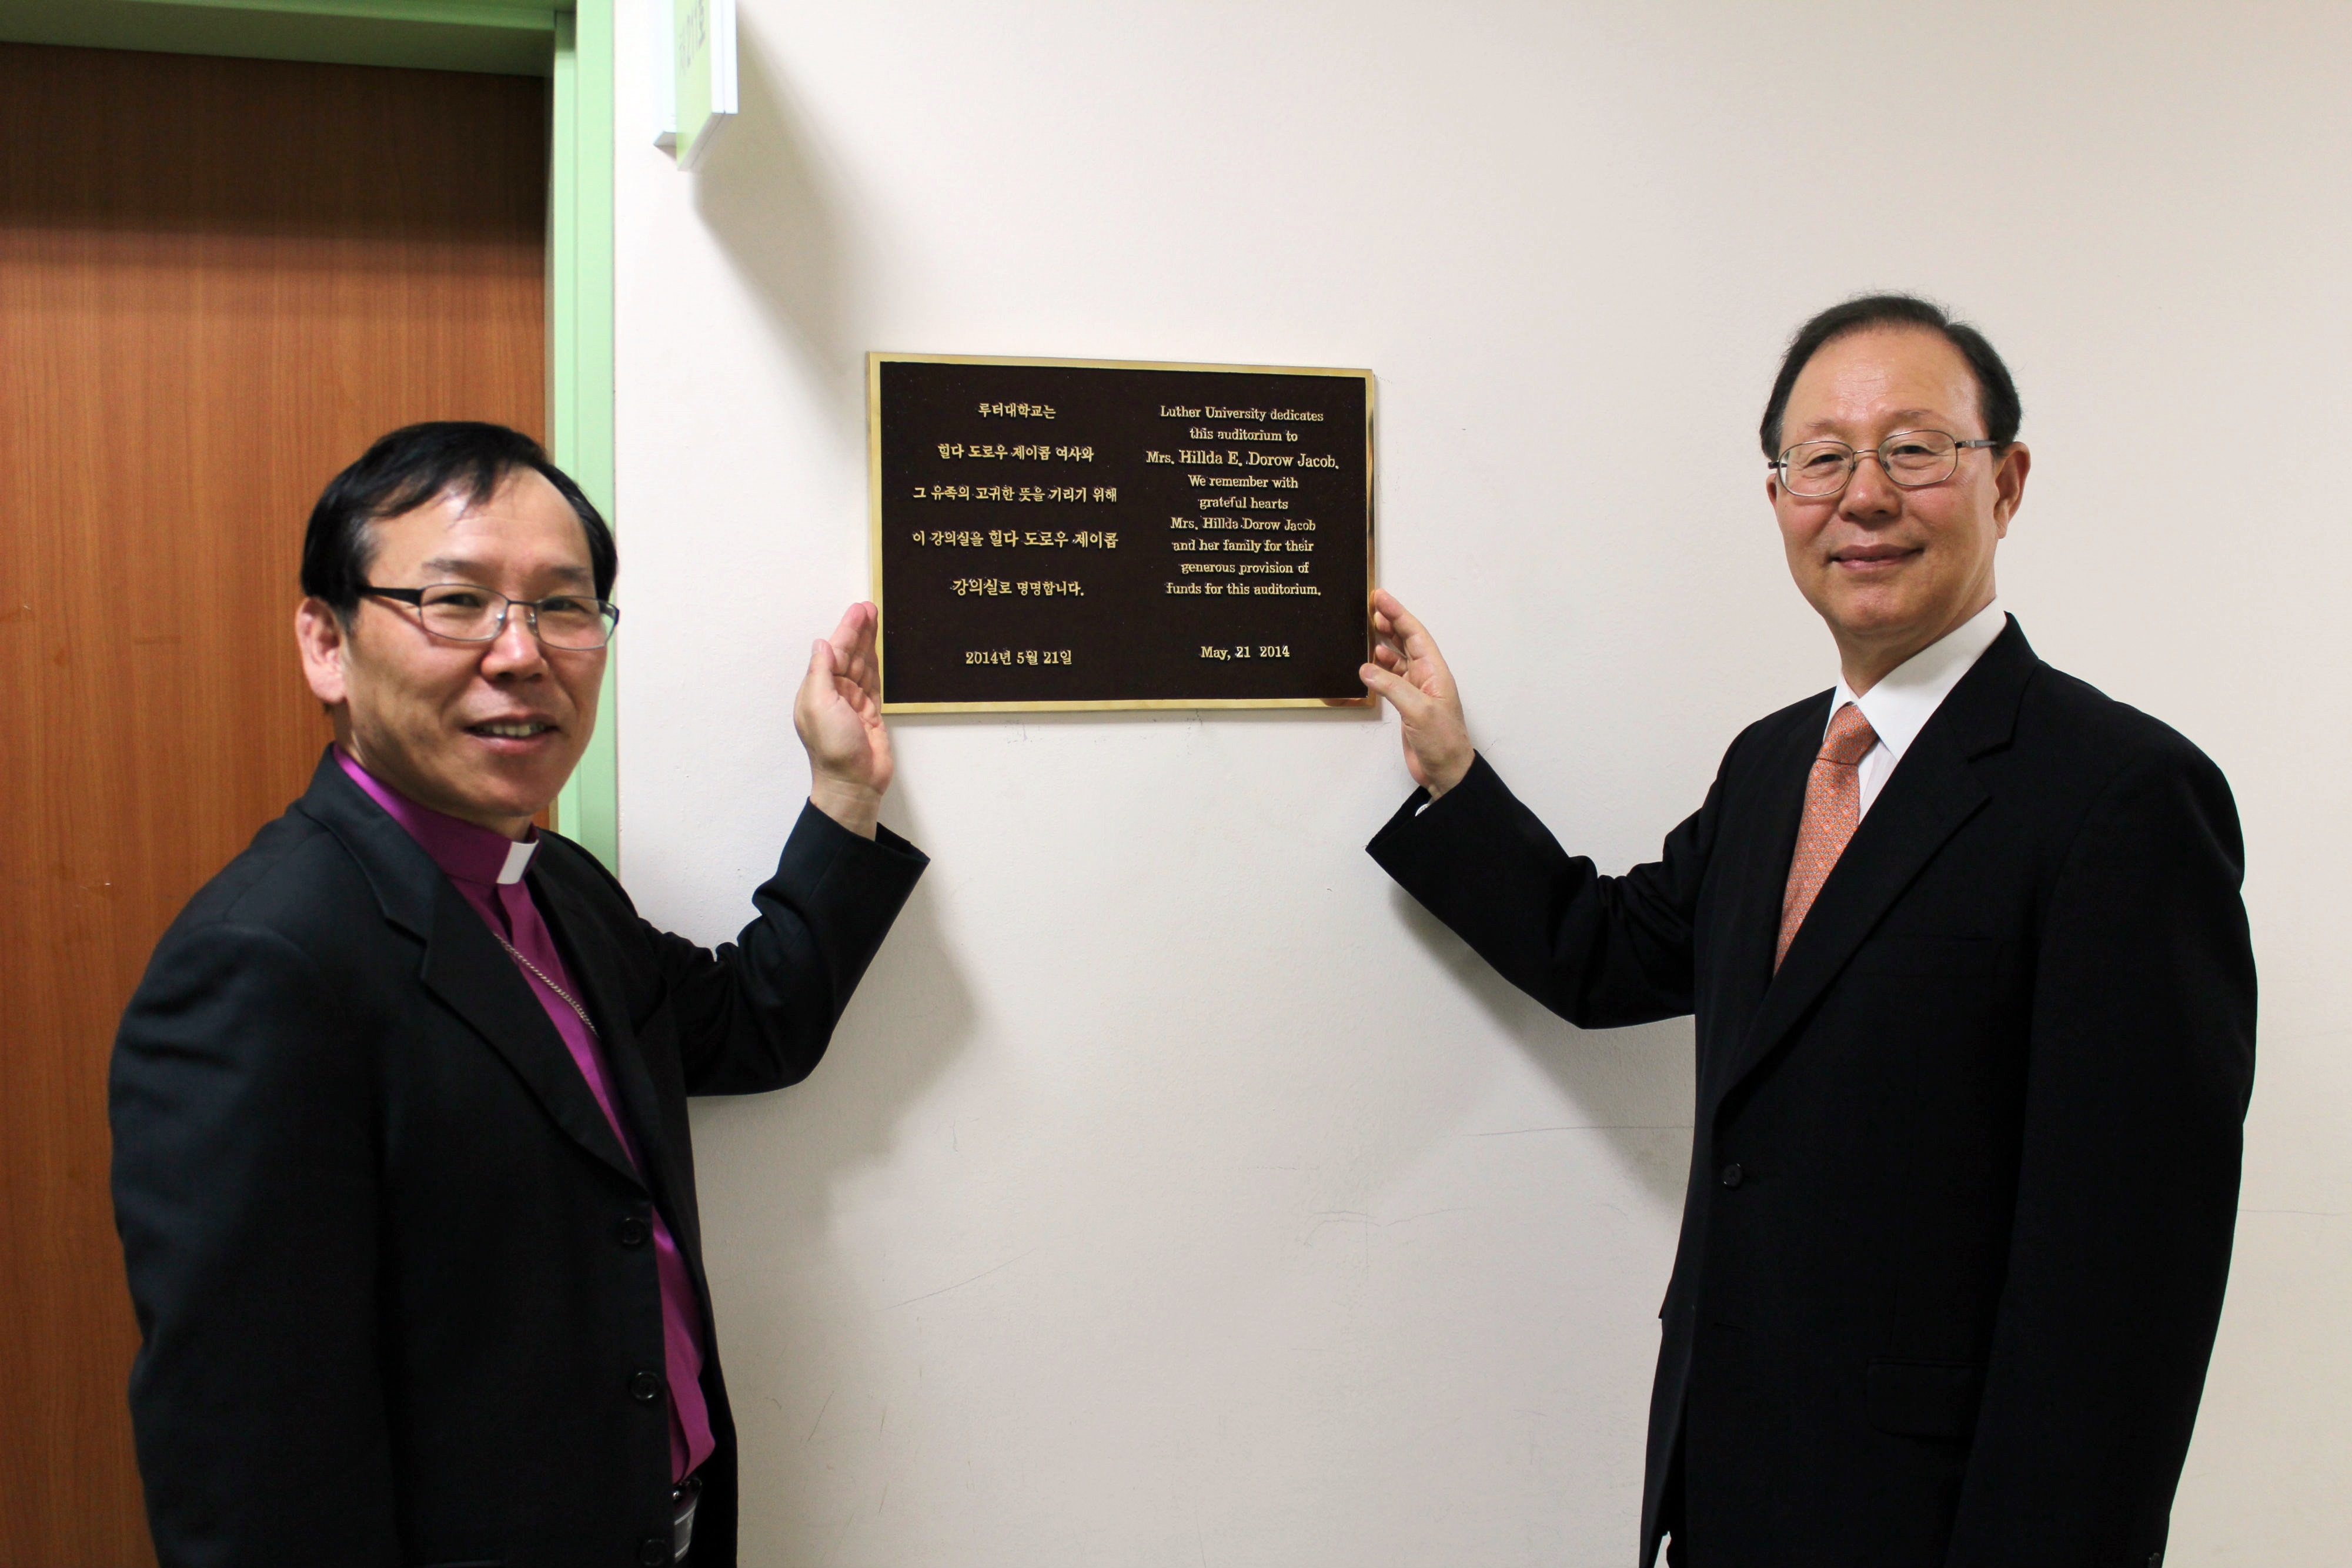 루터대학교는
힐다 도로우 제이콥 여사와
그 유족의 고귀한 뜻을 기리기 위해
이 강의실을 힐다 도로우 제이콥
강의실로 명명합니다.
2014년 5월 21일
Luther University dedicates
this auditorium to
Mrs. Hillda E. Dorow Jacob.
We remember with
grateful hearts
Mrs. Hillda Dorow Jacob
and her family for their
generous provision of
funds for this auditorium.
May, 21 2014